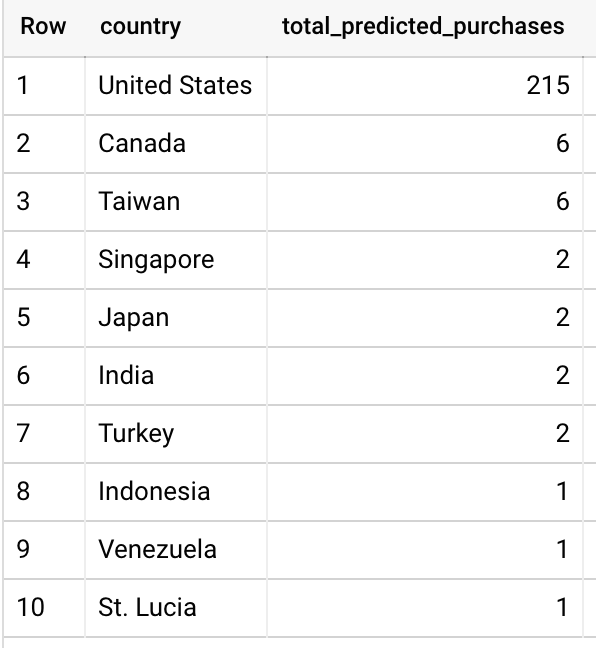 Row country total_predicted_purchases
1 United States 215
2 Canada 6
3 Taiwan 6
4 Singapore 2
5 Japan 2
6 India 2
7 Turkey 2
8 Indonesia 1
9 Venezuela 1
10 St. Lucia 1